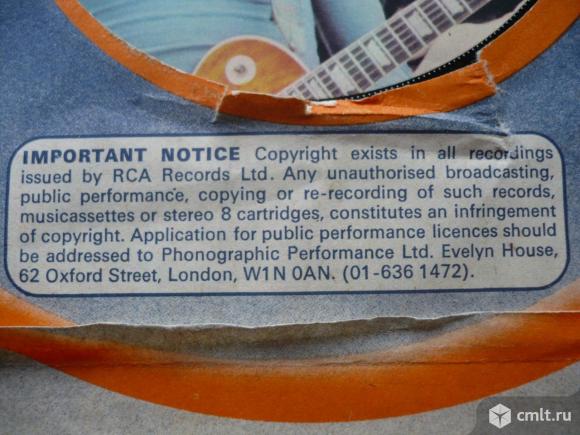 IMPORTANT NOTICE Copyright exists in all recordings
issued by RCA Records Ltd. Any unauthorised broadcasting,
public performance, copying or re-recording of such records,
musicassettes or stereo 8 cartridges, constitutes an infringement
of copyright. Application for public performance licences should
be addressed to Phonographic Performance Ltd. Evelyn House,
62 Oxford Street, London, W1N 0AN. (01-636 1472).
cmlt.ru